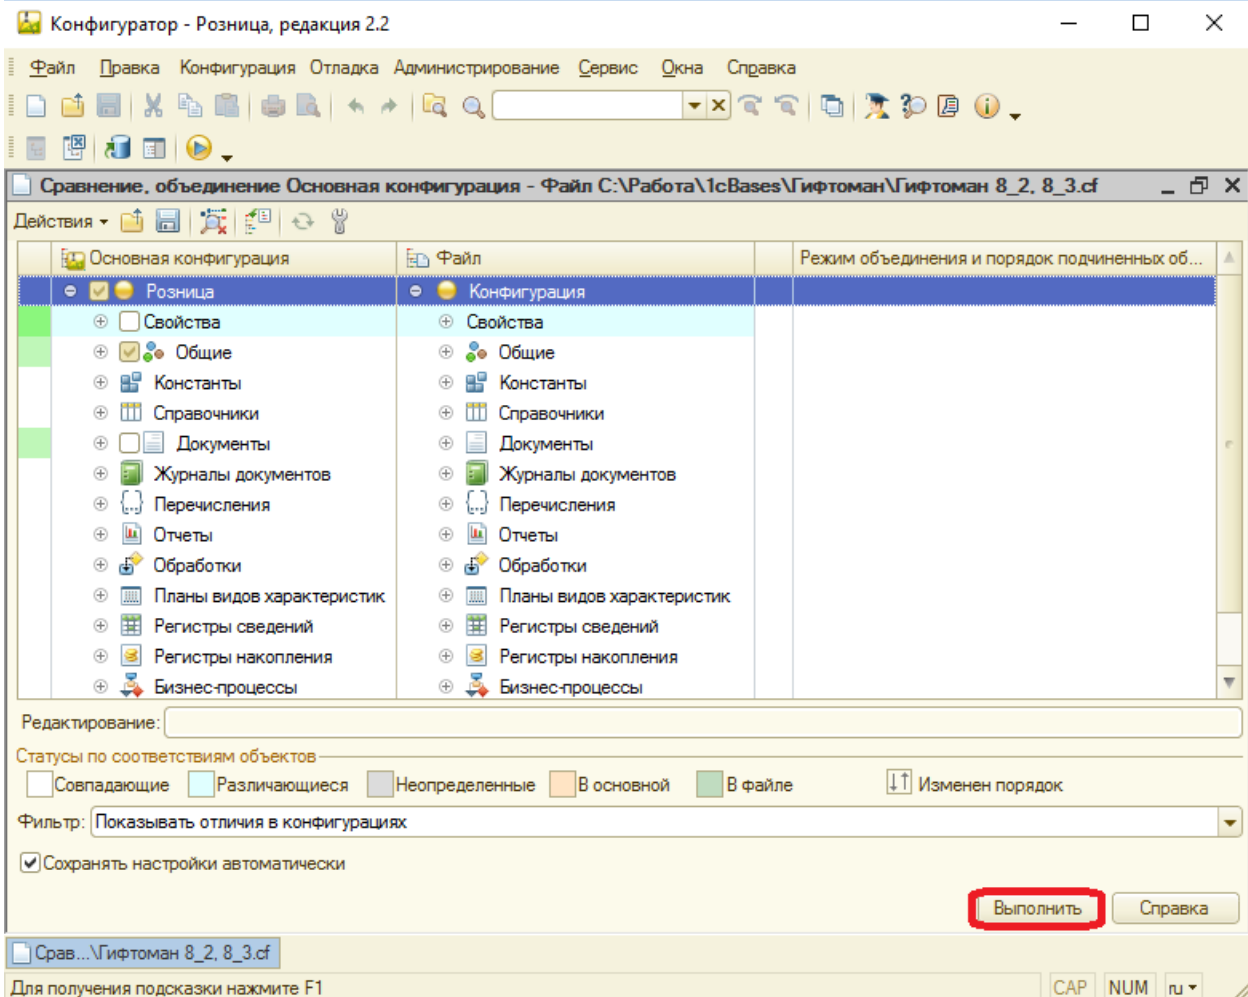 Конфигуратор - Розница, редакция 2.2
Файл Правка Конфигурация Отладка Администрирование Сервис Окна Справка
Сравнение, объединение Основная конфигурация - Файл C:\Работа\1cBases\Гифтоман\Гифтоман 8_2, 8_3.cf
Действия
Основная конфигурация Файл Режим объединения и порядок подчиненных об...
Розница Конфигурация
Свойства Свойства
Общие Общие
Константы Константы
Справочники Справочники
Документы Документы
Журналы документов Журналы документов
Перечисления Перечисления
Отчеты Отчеты
Обработки Обработки
Планы видов характеристик Планы видов характеристик
Регистры сведений Регистры сведений
Регистры накопления Регистры накопления
Бизнес-процессы Бизнес-процессы
Редактирование:
Статусы по соответствиям объектов
Совпадающие Различающиеся Неопределенные В основной В файле Изменен порядок
Фильтр: Показывать отличия в конфигурациях
Сохранять настройки автоматически
Выполнить Справка
Срав...\Гифтоман 8_2, 8_3.cf
Для получения подсказки нажмите F1 CAP NUM ru